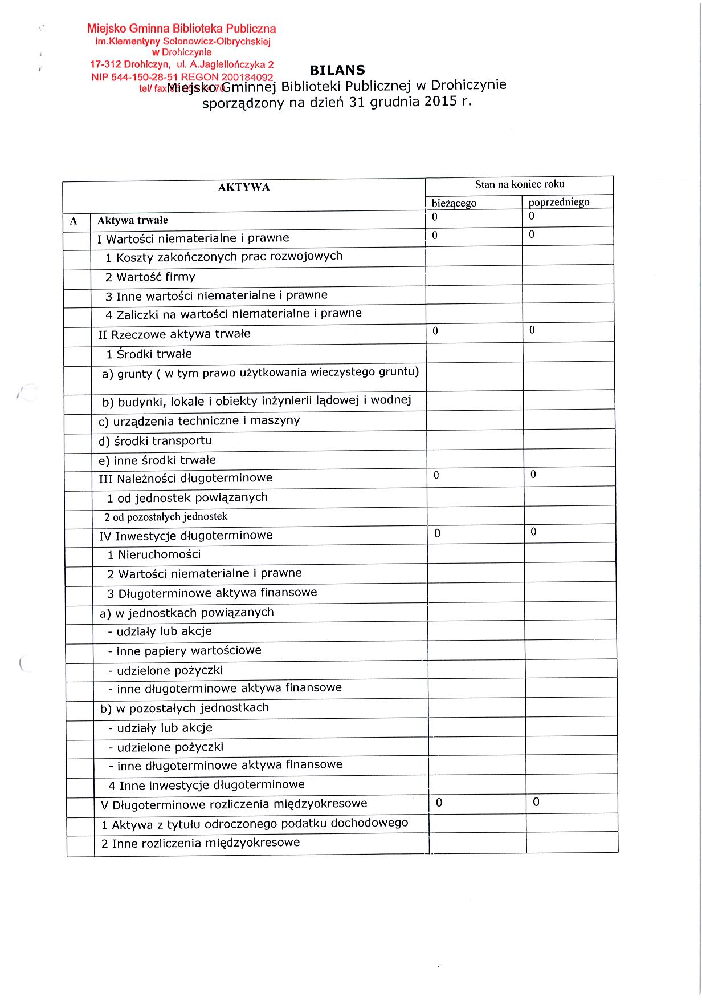 Miejsko Gminna Biblioteka Publiczna
im.Klementyny Sołonowicz-Olbrychskiej
w Drohiczynie
17-312 Drohiczyn, ul. A.Jagiellończyka 2
NIP 544-150-28-51 REGON 200184092
tel/ fax
BILANS
Miejsko Gminnej Biblioteki Publicznej w Drohiczynie
sporządzony na dzień 31 grudnia 2015 r.
AKTYWA Stan na koniec roku
bieżącego poprzedniego
A Aktywa trwałe 0 0
I Wartości niematerialne i prawne 0 0
1 Koszty zakończonych prac rozwojowych
2 Wartość firmy
3 Inne wartości niematerialne i prawne
4 Zaliczki na wartości niematerialne i prawne
II Rzeczowe aktywa trwałe 0 0
1 Środki trwałe
a) grunty ( w tym prawo użytkowania wieczystego gruntu)
b) budynki, lokale i obiekty inżynierii lądowej i wodnej
c) urządzenia techniczne i maszyny
d) środki transportu
e) inne środki trwałe
III Należności długoterminowe 0 0
1 od jednostek powiązanych
2 od pozostałych jednostek
IV Inwestycje długoterminowe 0 0
1 Nieruchomości
2 Wartości niematerialne i prawne
3 Długoterminowe aktywa finansowe
a) w jednostkach powiązanych
- udziały lub akcje
- inne papiery wartościowe
- udzielone pożyczki
- inne długoterminowe aktywa finansowe
b) w pozostałych jednostkach
- udziały lub akcje
- udzielone pożyczki
- inne długoterminowe aktywa finansowe
4 Inne inwestycje długoterminowe
V Długoterminowe rozliczenia międzyokresowe 0 0
1 Aktywa z tytułu odroczonego podatku dochodowego
2 Inne rozliczenia międzyokresowe